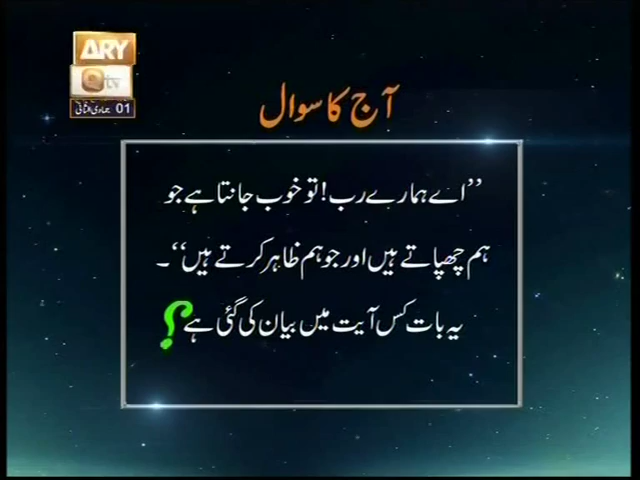 ARY
Qtv
01 جمادی الثانی
آج کا سوال
”اے ہمارے رب! تو خوب جانتا ہے جو
ہم چھپاتے ہیں اور جو ہم ظاہر کرتے ہیں“۔
یہ بات کس آیت میں بیان کی گئی ہے؟